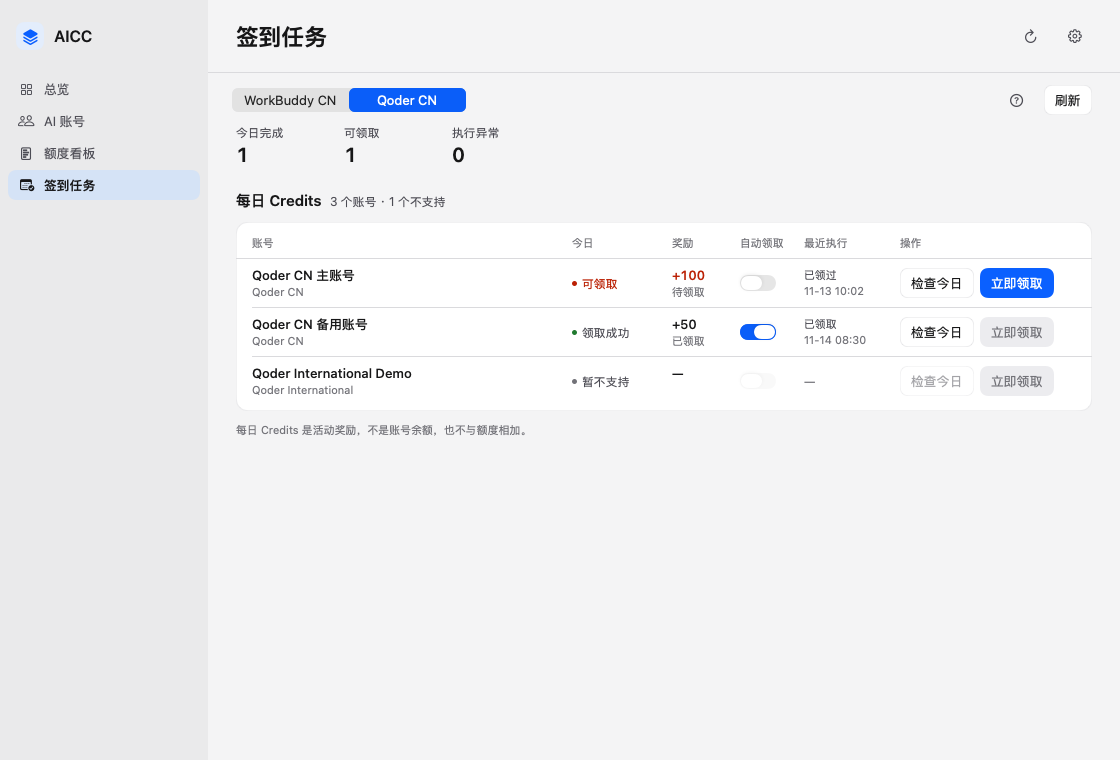 AICC
总览
AI 账号
额度看板
签到任务
签到任务
WorkBuddy CN
Qoder CN
刷新
今日完成
可领取
执行异常
1
1
0
每日 Credits 3 个账号 · 1 个不支持
账号
今日
奖励
自动领取
最近执行
操作
Qoder CN 主账号
Qoder CN
可领取
+100
待领取
已领过
11-13 10:02
检查今日
立即领取
Qoder CN 备用账号
Qoder CN
领取成功
+50
已领取
已领取
11-14 08:30
检查今日
立即领取
Qoder International Demo
Qoder International
暂不支持
—
—
检查今日
立即领取
每日 Credits 是活动奖励，不是账号余额，也不与额度相加。